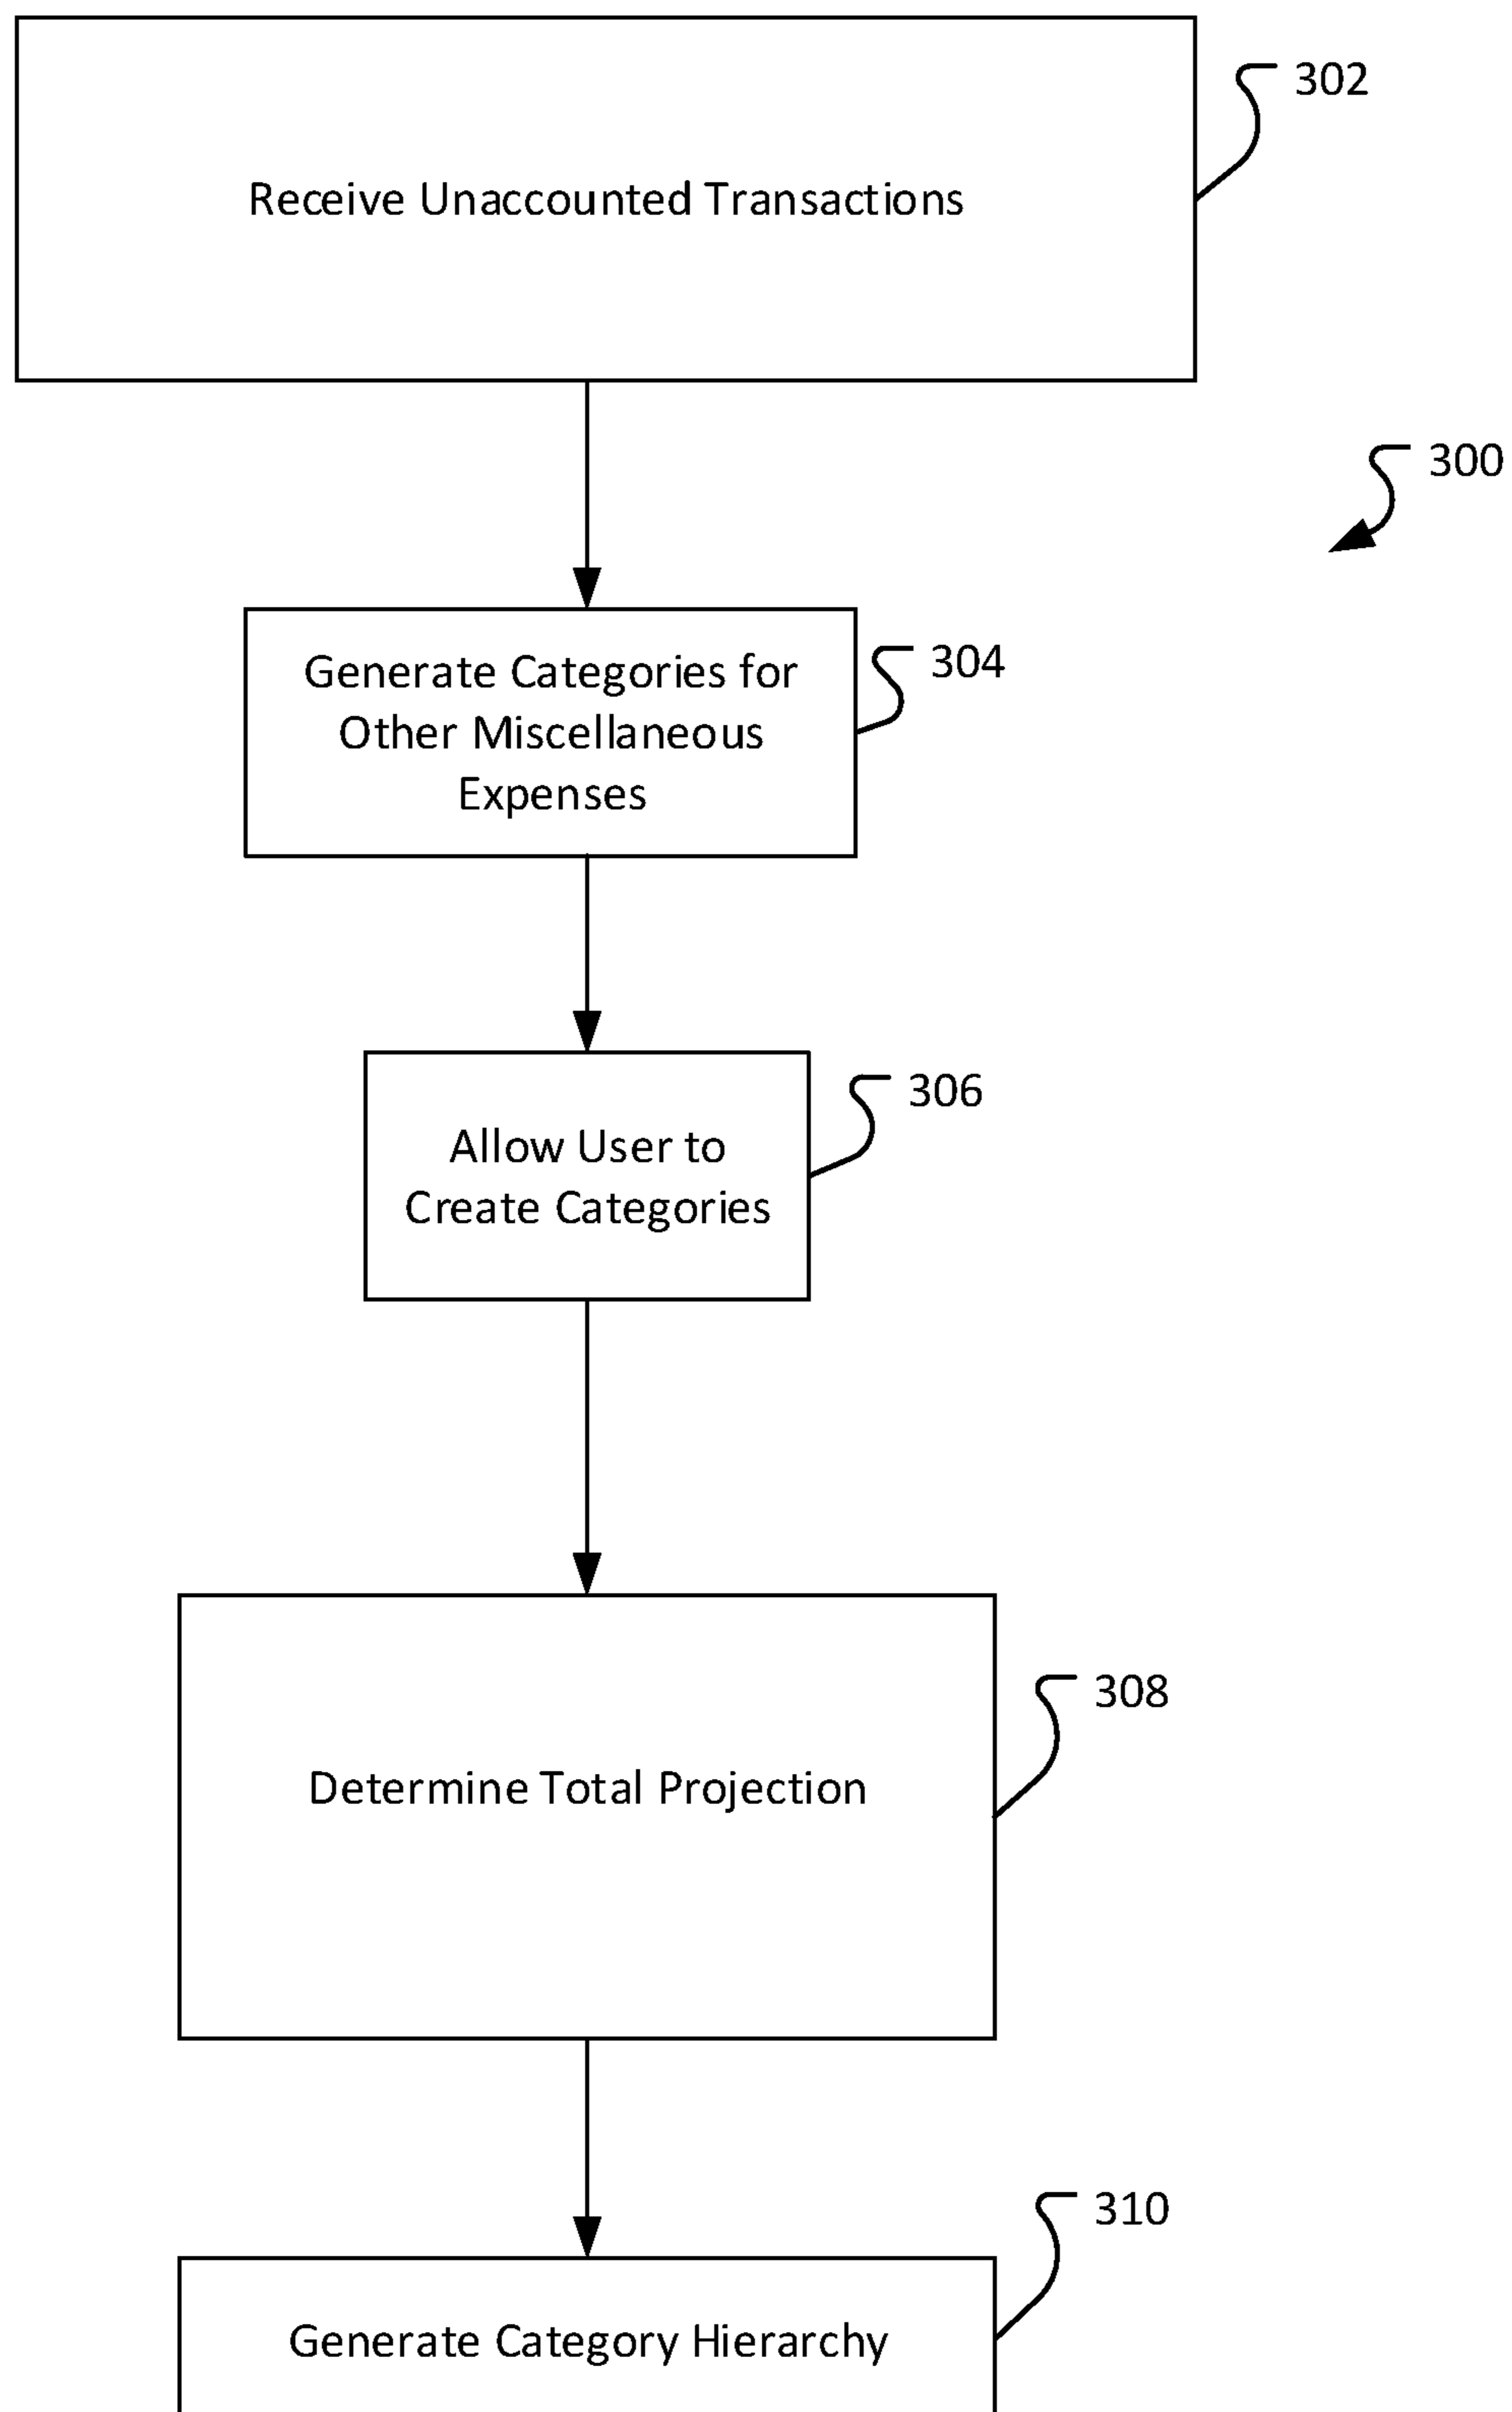 302
Receive Unaccounted Transactions
300
304
Generate Categories for
Other Miscellaneous
Expenses
306
Allow User to
Create Categories
308
Determine Total Projection
310
Generate Category Hierarchy